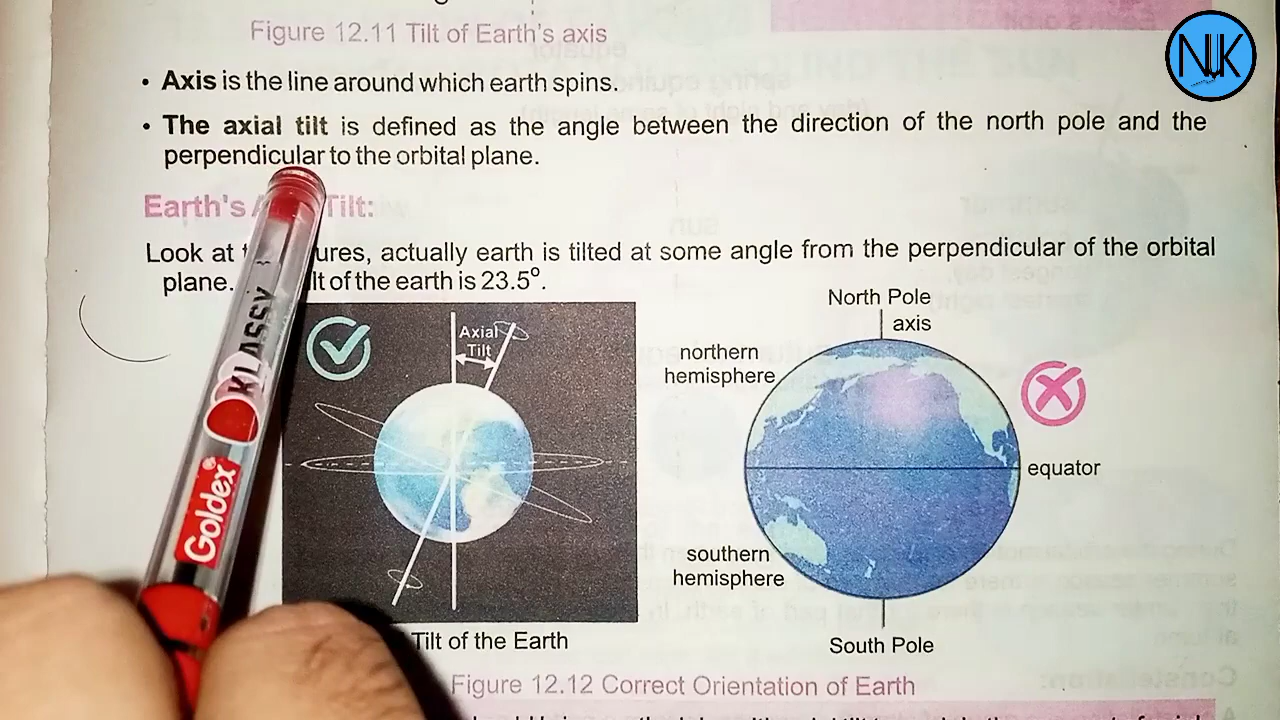 Figure 12.11 Tilt of Earth's axis
NJK
• Axis is the line around which earth spins.
• The axial tilt is defined as the angle between the direction of the north pole and the
perpendicular to the orbital plane.
Earth's Tilt:
Look at ures, actually earth is tilted at some angle from the perpendicular of the orbital
plane. lt of the earth is 23.5°.
Axial
Tilt
North Pole
axis
northern
hemisphere
equator
southern
hemisphere
South Pole
Tilt of the Earth
Figure 12.12 Correct Orientation of Earth
KLASSY
Goldex®